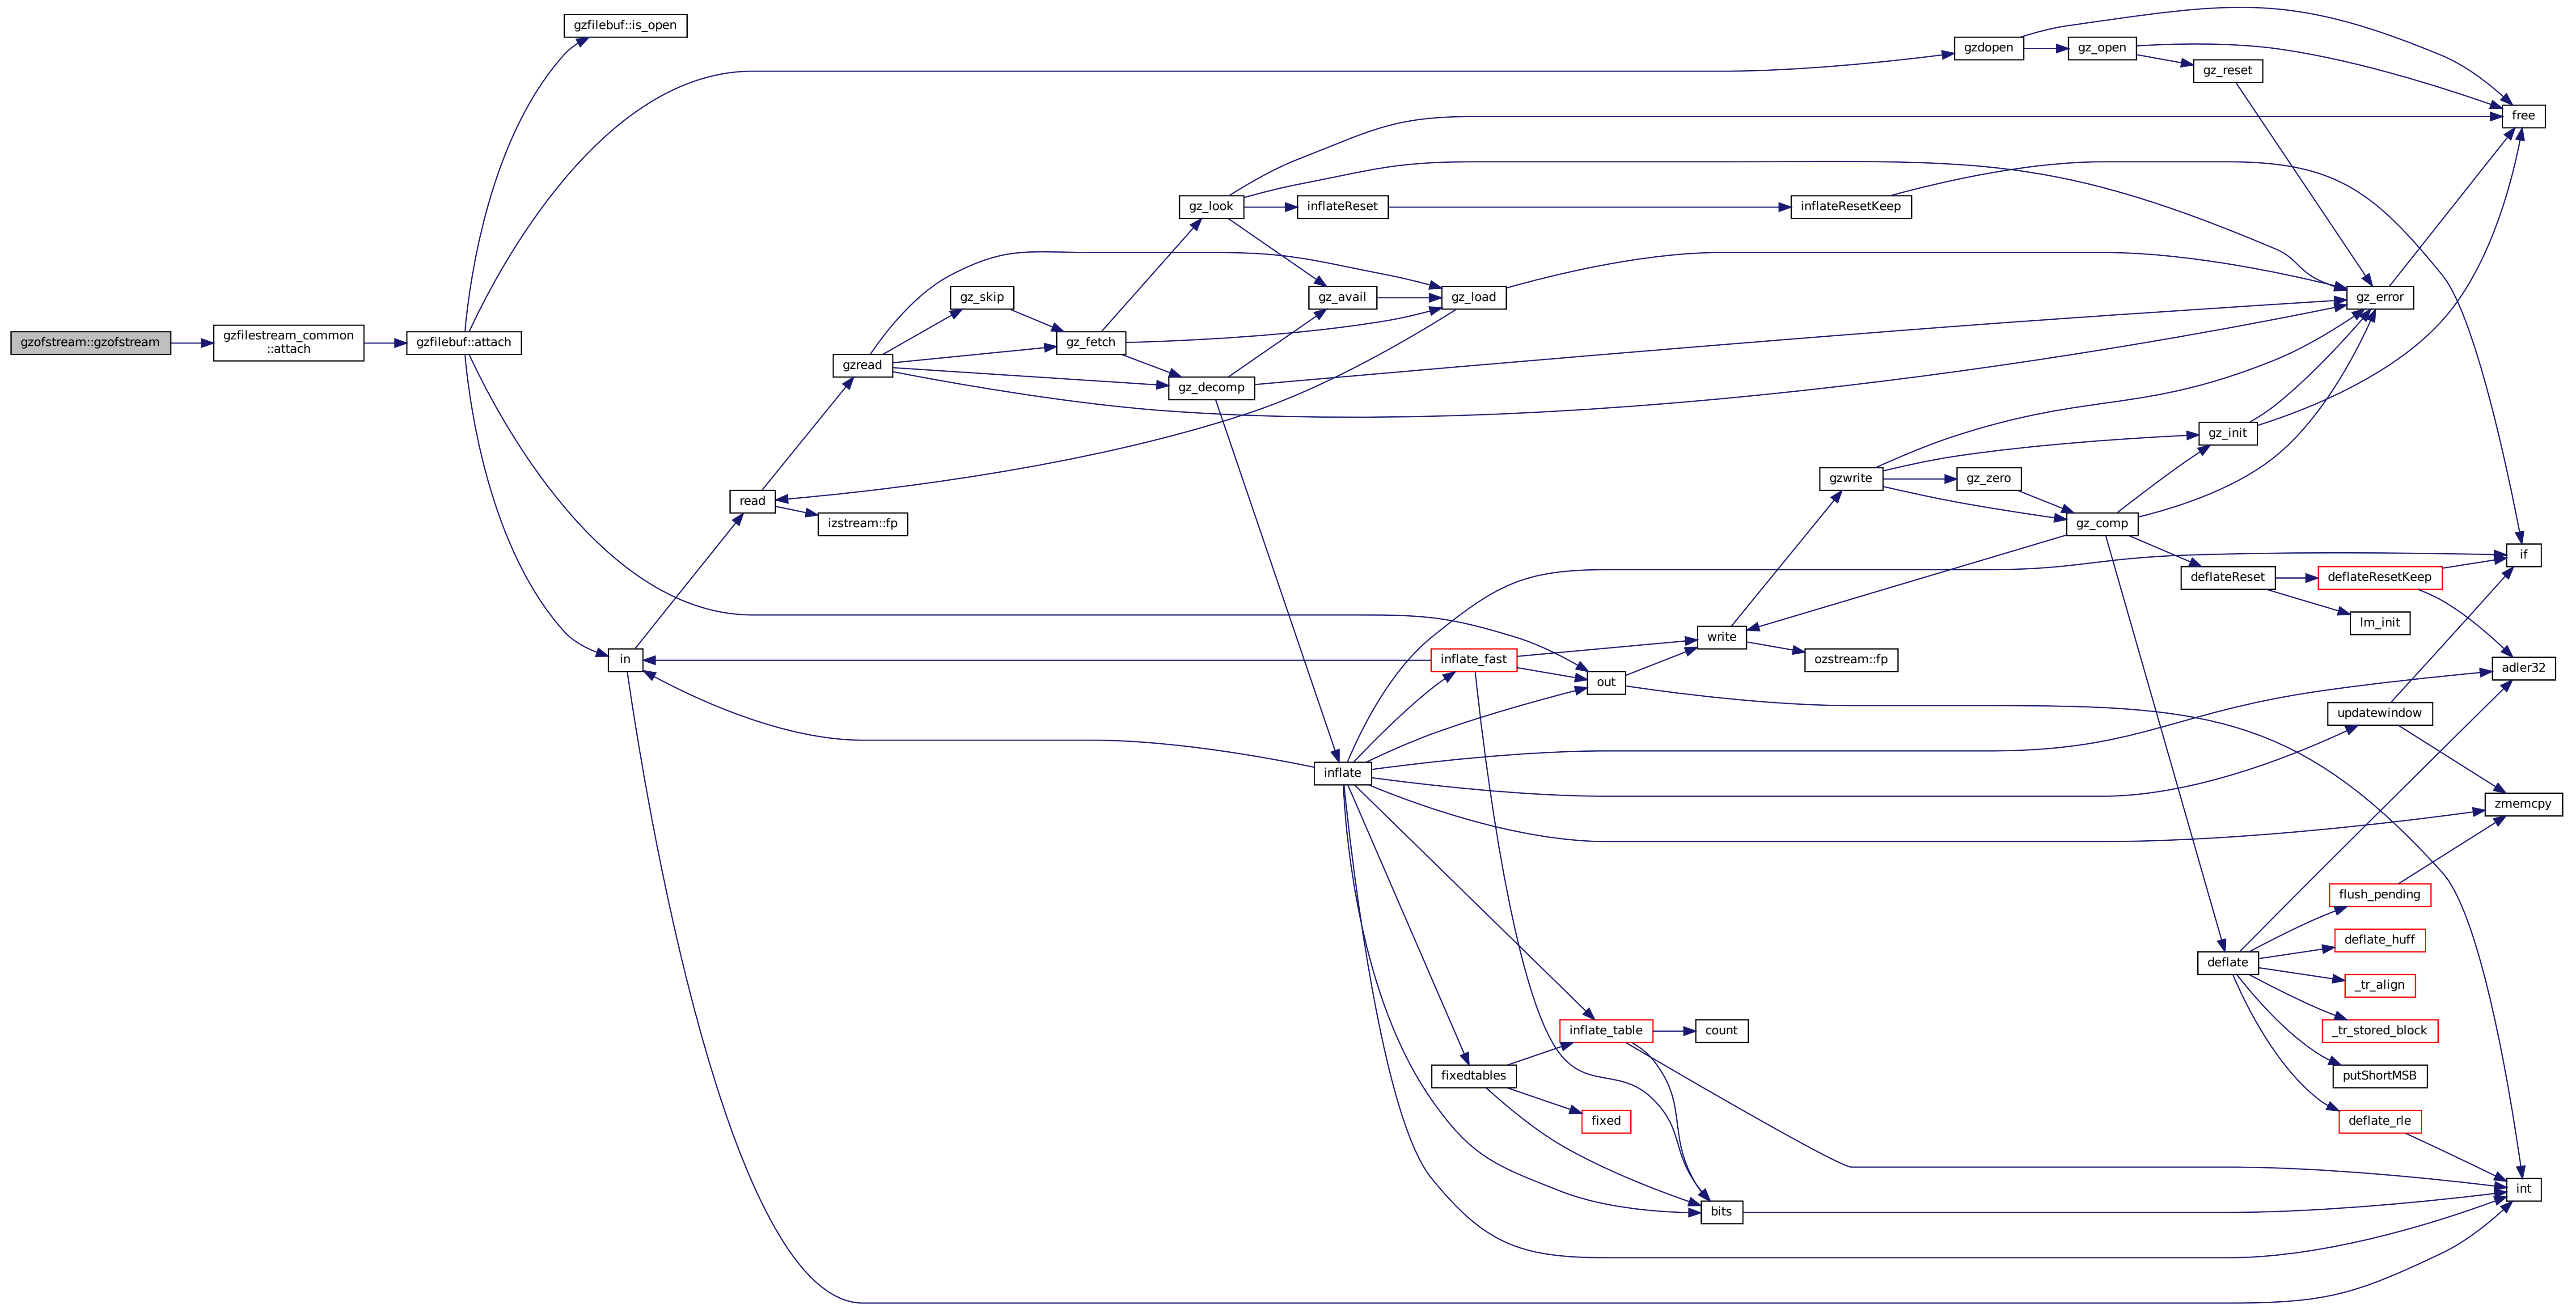 gzofstream::gzofstream
gzfilestream_common
::attach
gzfilebuf::attach
gzfilebuf::is_open
in
read
izstream::fp
gzread
gz_skip
gz_fetch
gz_look
gz_decomp
inflateReset
gz_avail
gz_load
inflate
inflate_fast
fixedtables
inflate_table
fixed
out
count
bits
write
ozstream::fp
inflateResetKeep
gzwrite
gzdopen
gz_zero
gz_open
gz_comp
gz_reset
gz_init
deflateReset
deflate
gz_error
deflateResetKeep
lm_init
updatewindow
flush_pending
deflate_huff
_tr_align
_tr_stored_block
putShortMSB
deflate_rle
free
if
adler32
zmemcpy
int